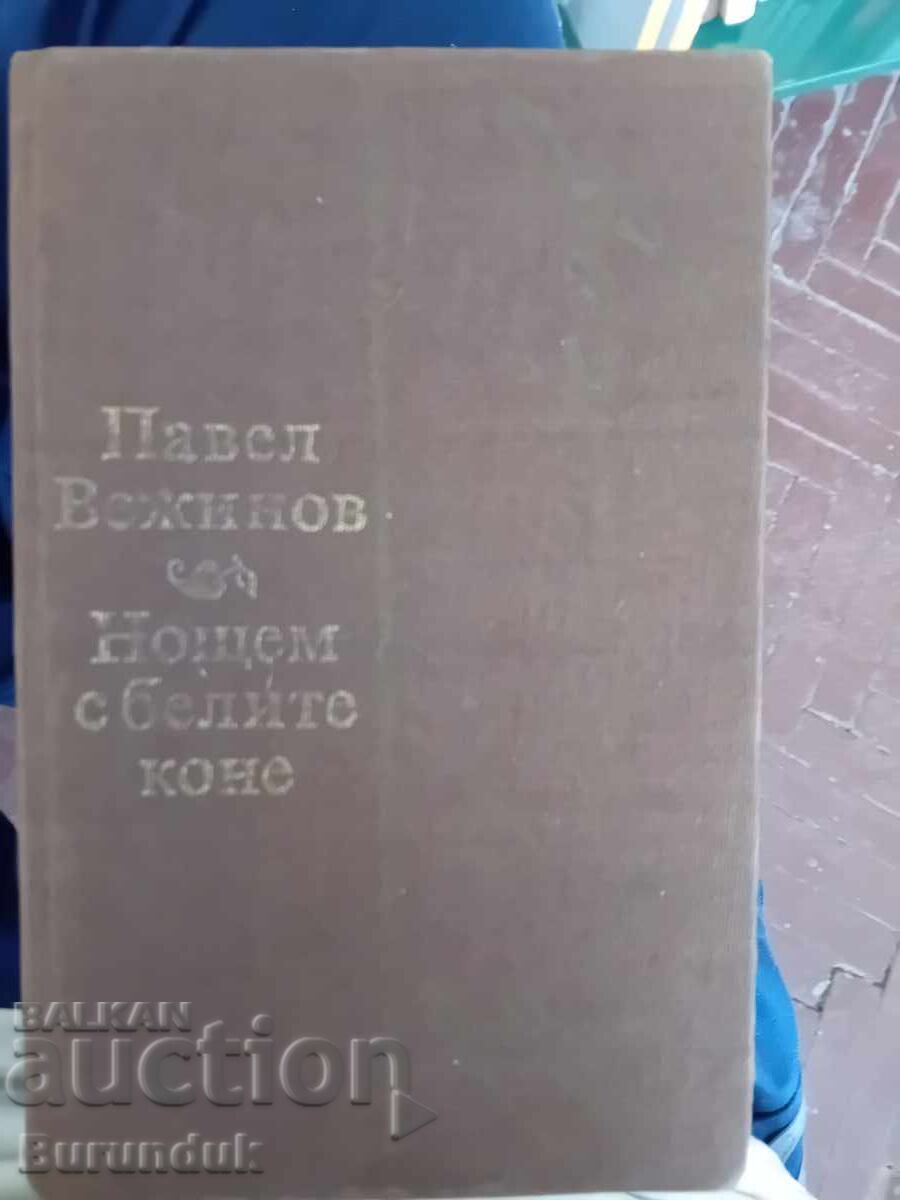 Павел
Вежинов
Нощем
с белите
коне
BALKAN
auction
Burunduk